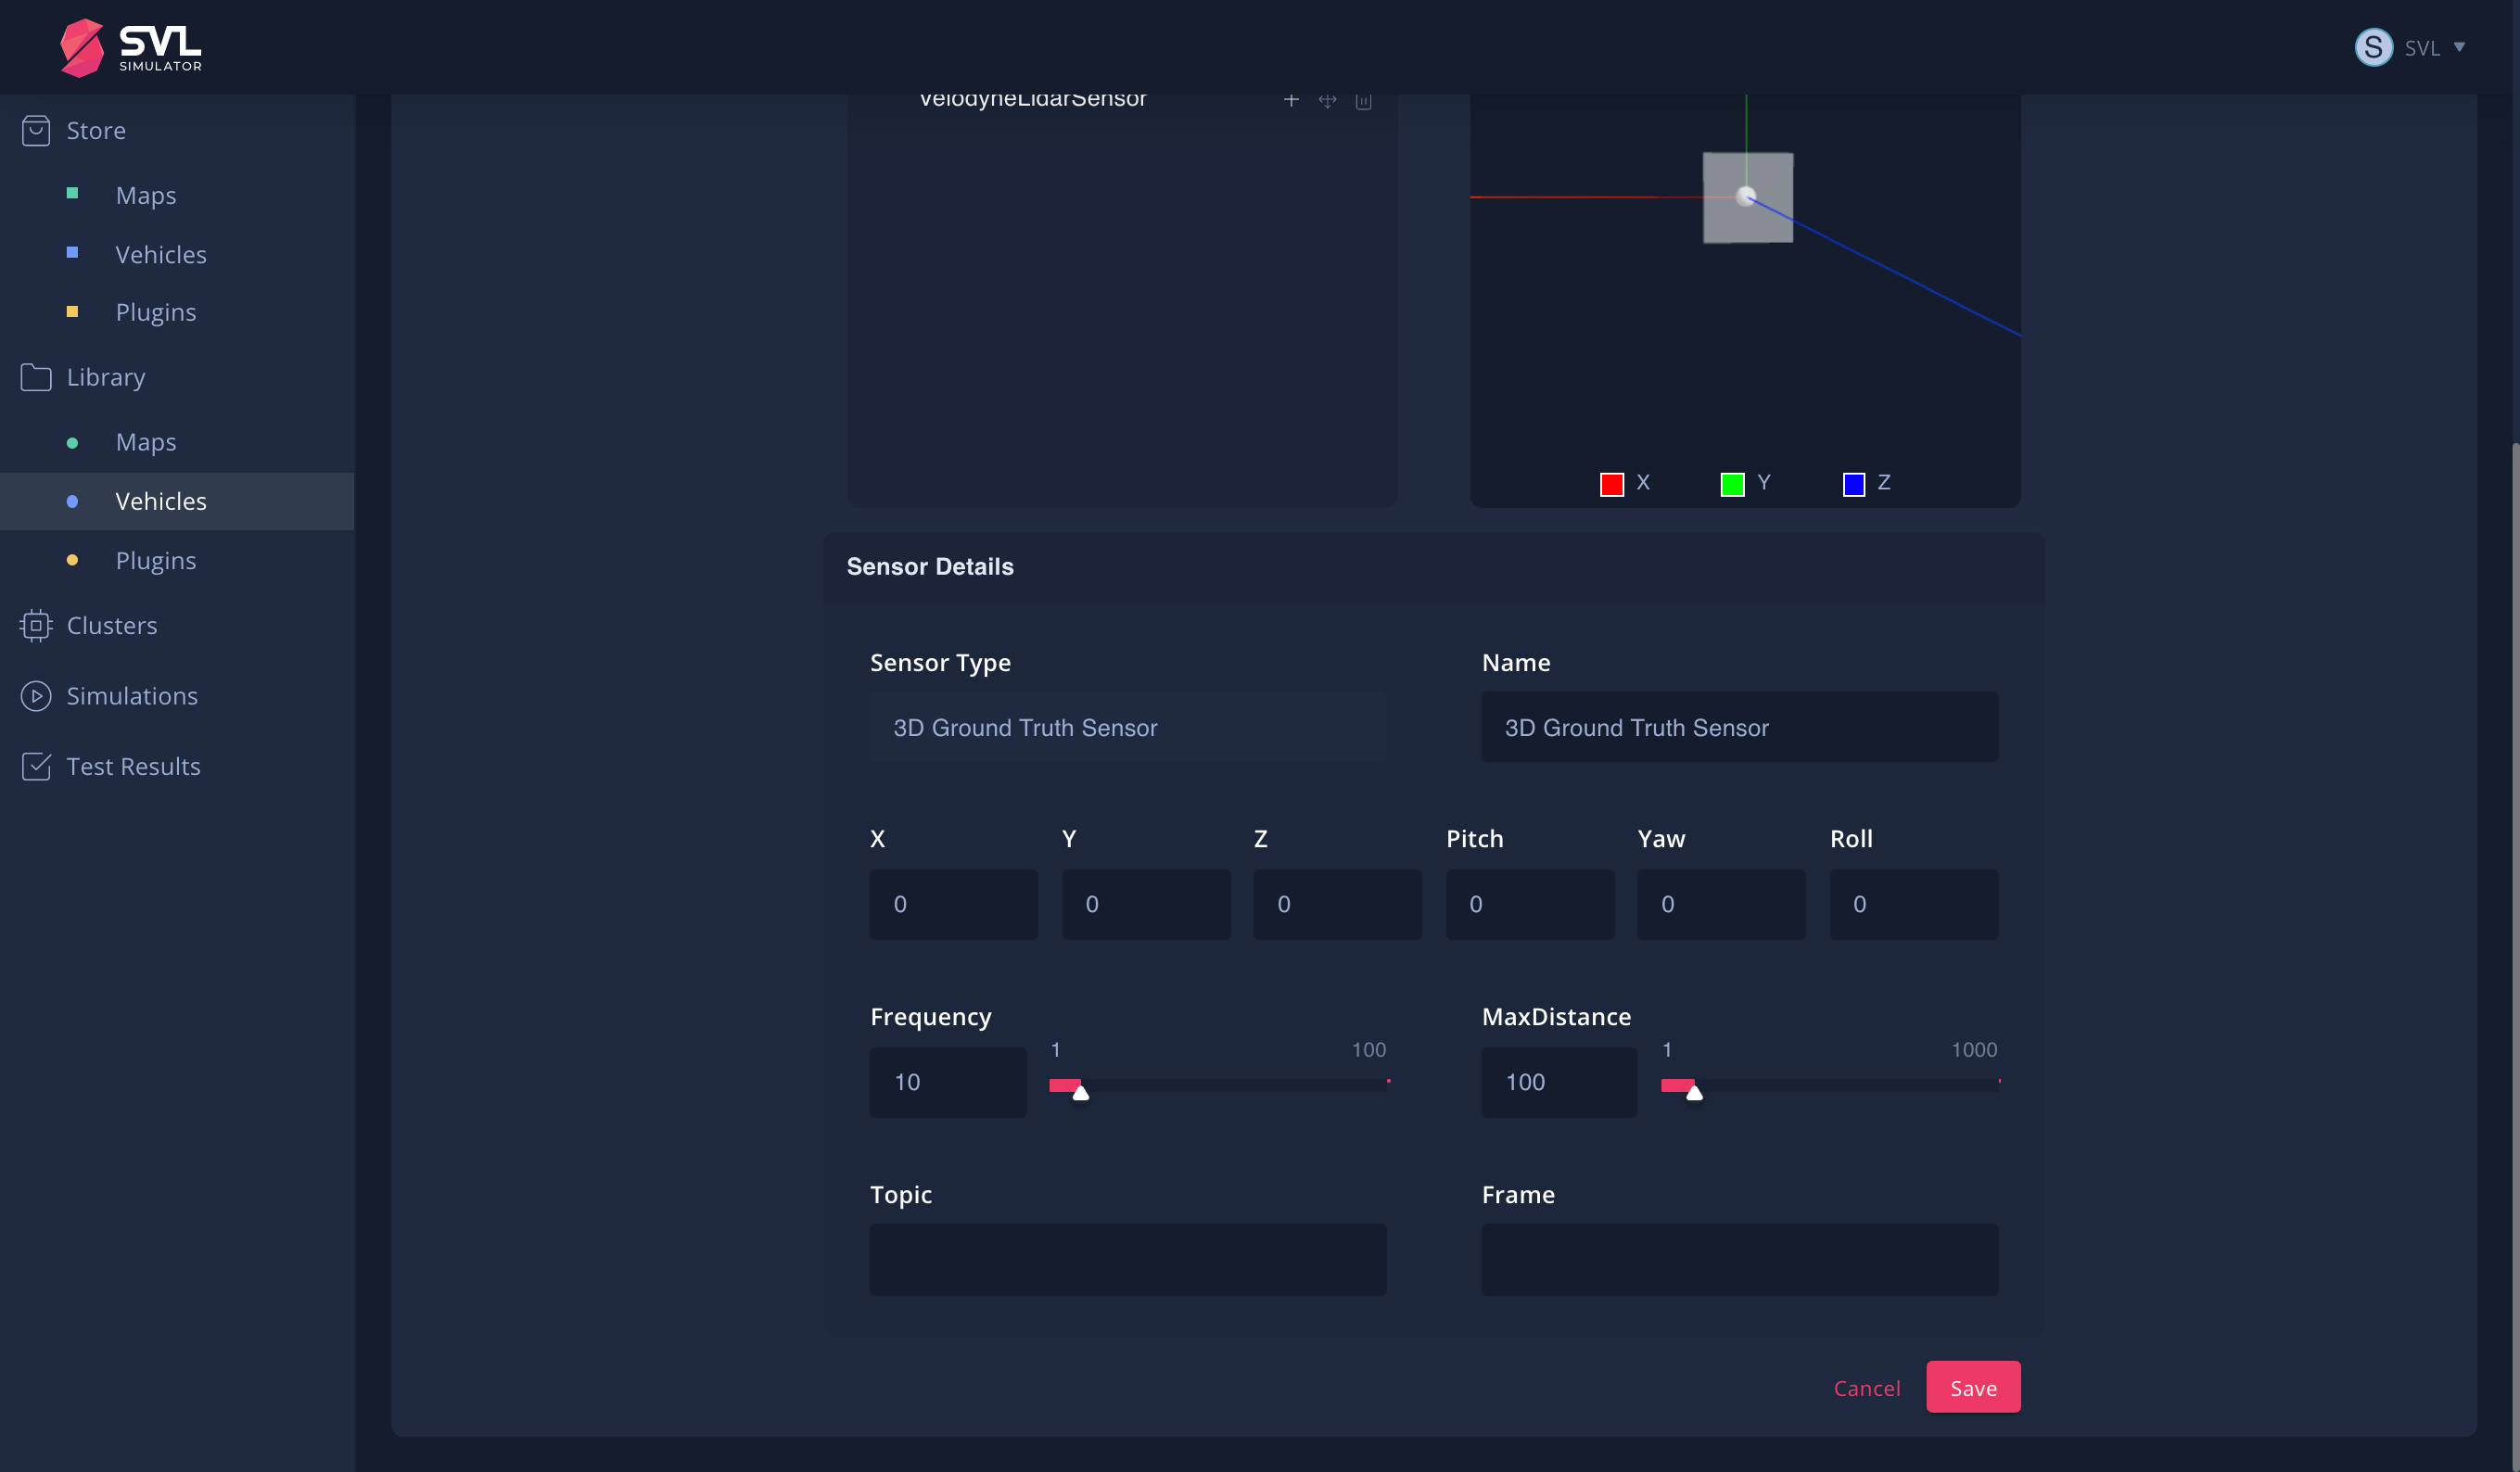 SVL
SIMULATOR
S SVL
Store
Maps
Vehicles
Plugins
Library
Maps
Vehicles
Plugins
Clusters
Simulations
Test Results
VelodyneLidarSensor
X Y Z
Sensor Details
Sensor Type Name
3D Ground Truth Sensor 3D Ground Truth Sensor
X Y Z Pitch Yaw Roll
0 0 0 0 0 0
Frequency MaxDistance
1 100 1 1000
10 100
Topic Frame
Cancel Save